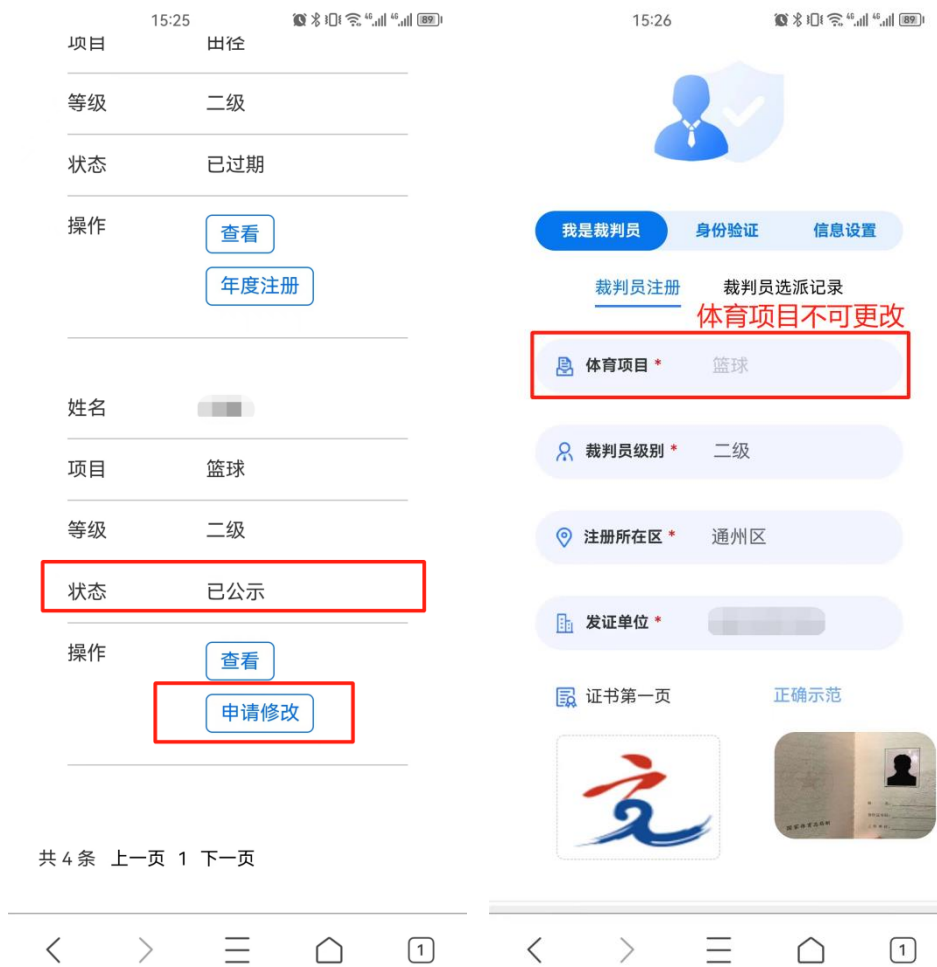 15:25
46
46
89
项目 田径
等级 二级
状态 已过期
操作 查看
年度注册
姓名
项目 篮球
等级 二级
状态 已公示
操作 查看
申请修改
共 4 条 上一页 1 下一页
1
15:26
46
46
89
我是裁判员 身份验证 信息设置
裁判员注册 裁判员选派记录
体育项目不可更改
体育项目 * 篮球
裁判员级别 * 二级
注册所在区 * 通州区
发证单位 *
证书第一页 正确示范
1